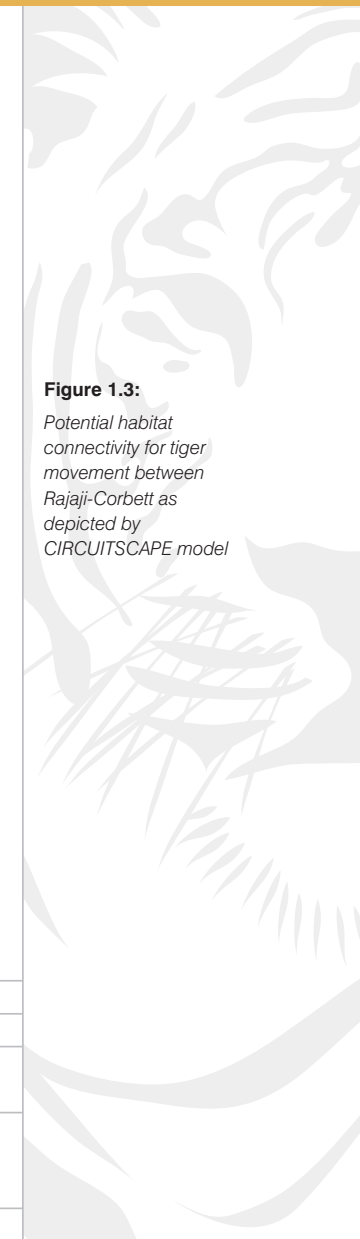 Figure 1.3:
Potential habitat
connectivity for tiger
movement between
Rajaji-Corbett as
depicted by
CIRCUITSCAPE model